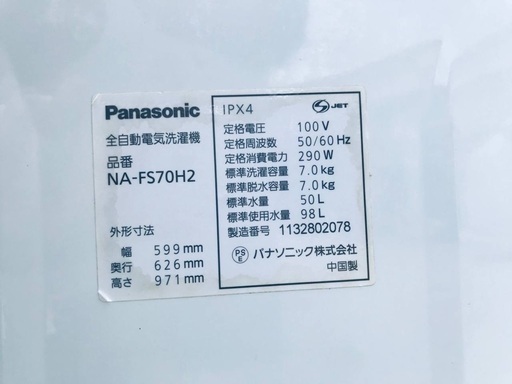 Panasonic
全自動電気洗濯機
品番
NA-FS70H2
外形寸法
幅 599mm
奥行 626mm
高さ 971mm
IPX4
S JET
定格電圧 100V
定格周波数 50/60Hz
定格消費電力 290W
標準洗濯容量 7.0kg
標準脱水容量 7.0kg
標準水量 50L
標準使用水量 98L
製造番号 1132802078
PS E パナソニック株式会社
中国製